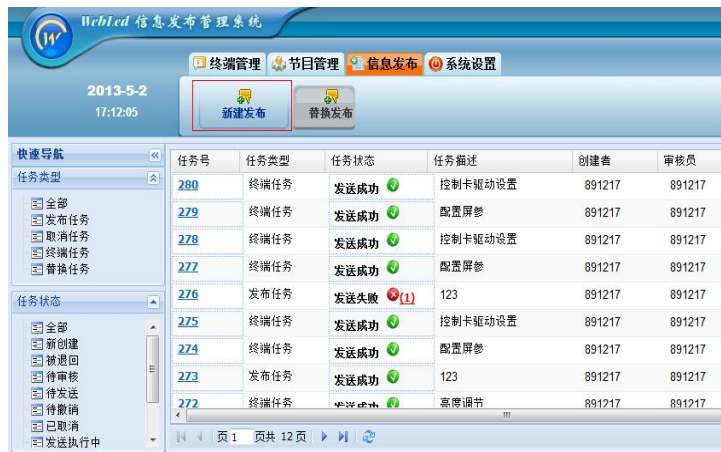 WebLed 信息发布管理系统
终端管理 节目管理 信息发布 系统设置
2013-5-2
17:12:05
新建发布 替换发布
快速导航
任务类型
全部
发布任务
取消任务
终端任务
替换任务
任务状态
全部
新创建
被退回
待审核
待发送
待撤消
已取消
发送执行中
任务号 任务类型 任务状态 任务描述 创建者 审核员
280 终端任务 发送成功 控制卡驱动设置 891217 891217
279 终端任务 发送成功 配置屏参 891217 891217
278 终端任务 发送成功 控制卡驱动设置 891217 891217
277 终端任务 发送成功 配置屏参 891217 891217
276 发布任务 发送失败 (1) 123 891217 891217
275 终端任务 发送成功 控制卡驱动设置 891217 891217
274 终端任务 发送成功 配置屏参 891217 891217
273 发布任务 发送成功 123 891217 891217
272 终端任务 发送成功 亮度调节 891217 891217
页 1 页共 12 页